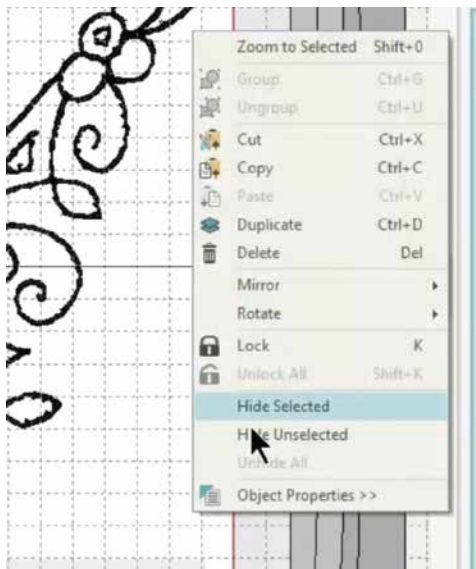 Zoom to Selected Shift+0
Group Ctrl+G
Ungroup Ctrl+U
Cut Ctrl+X
Copy Ctrl+C
Paste Ctrl+V
Duplicate Ctrl+D
Delete Del
Mirror
Rotate
Lock K
Unlock All Shift+K
Hide Selected
Hide Unselected
Unhide All
Object Properties >>